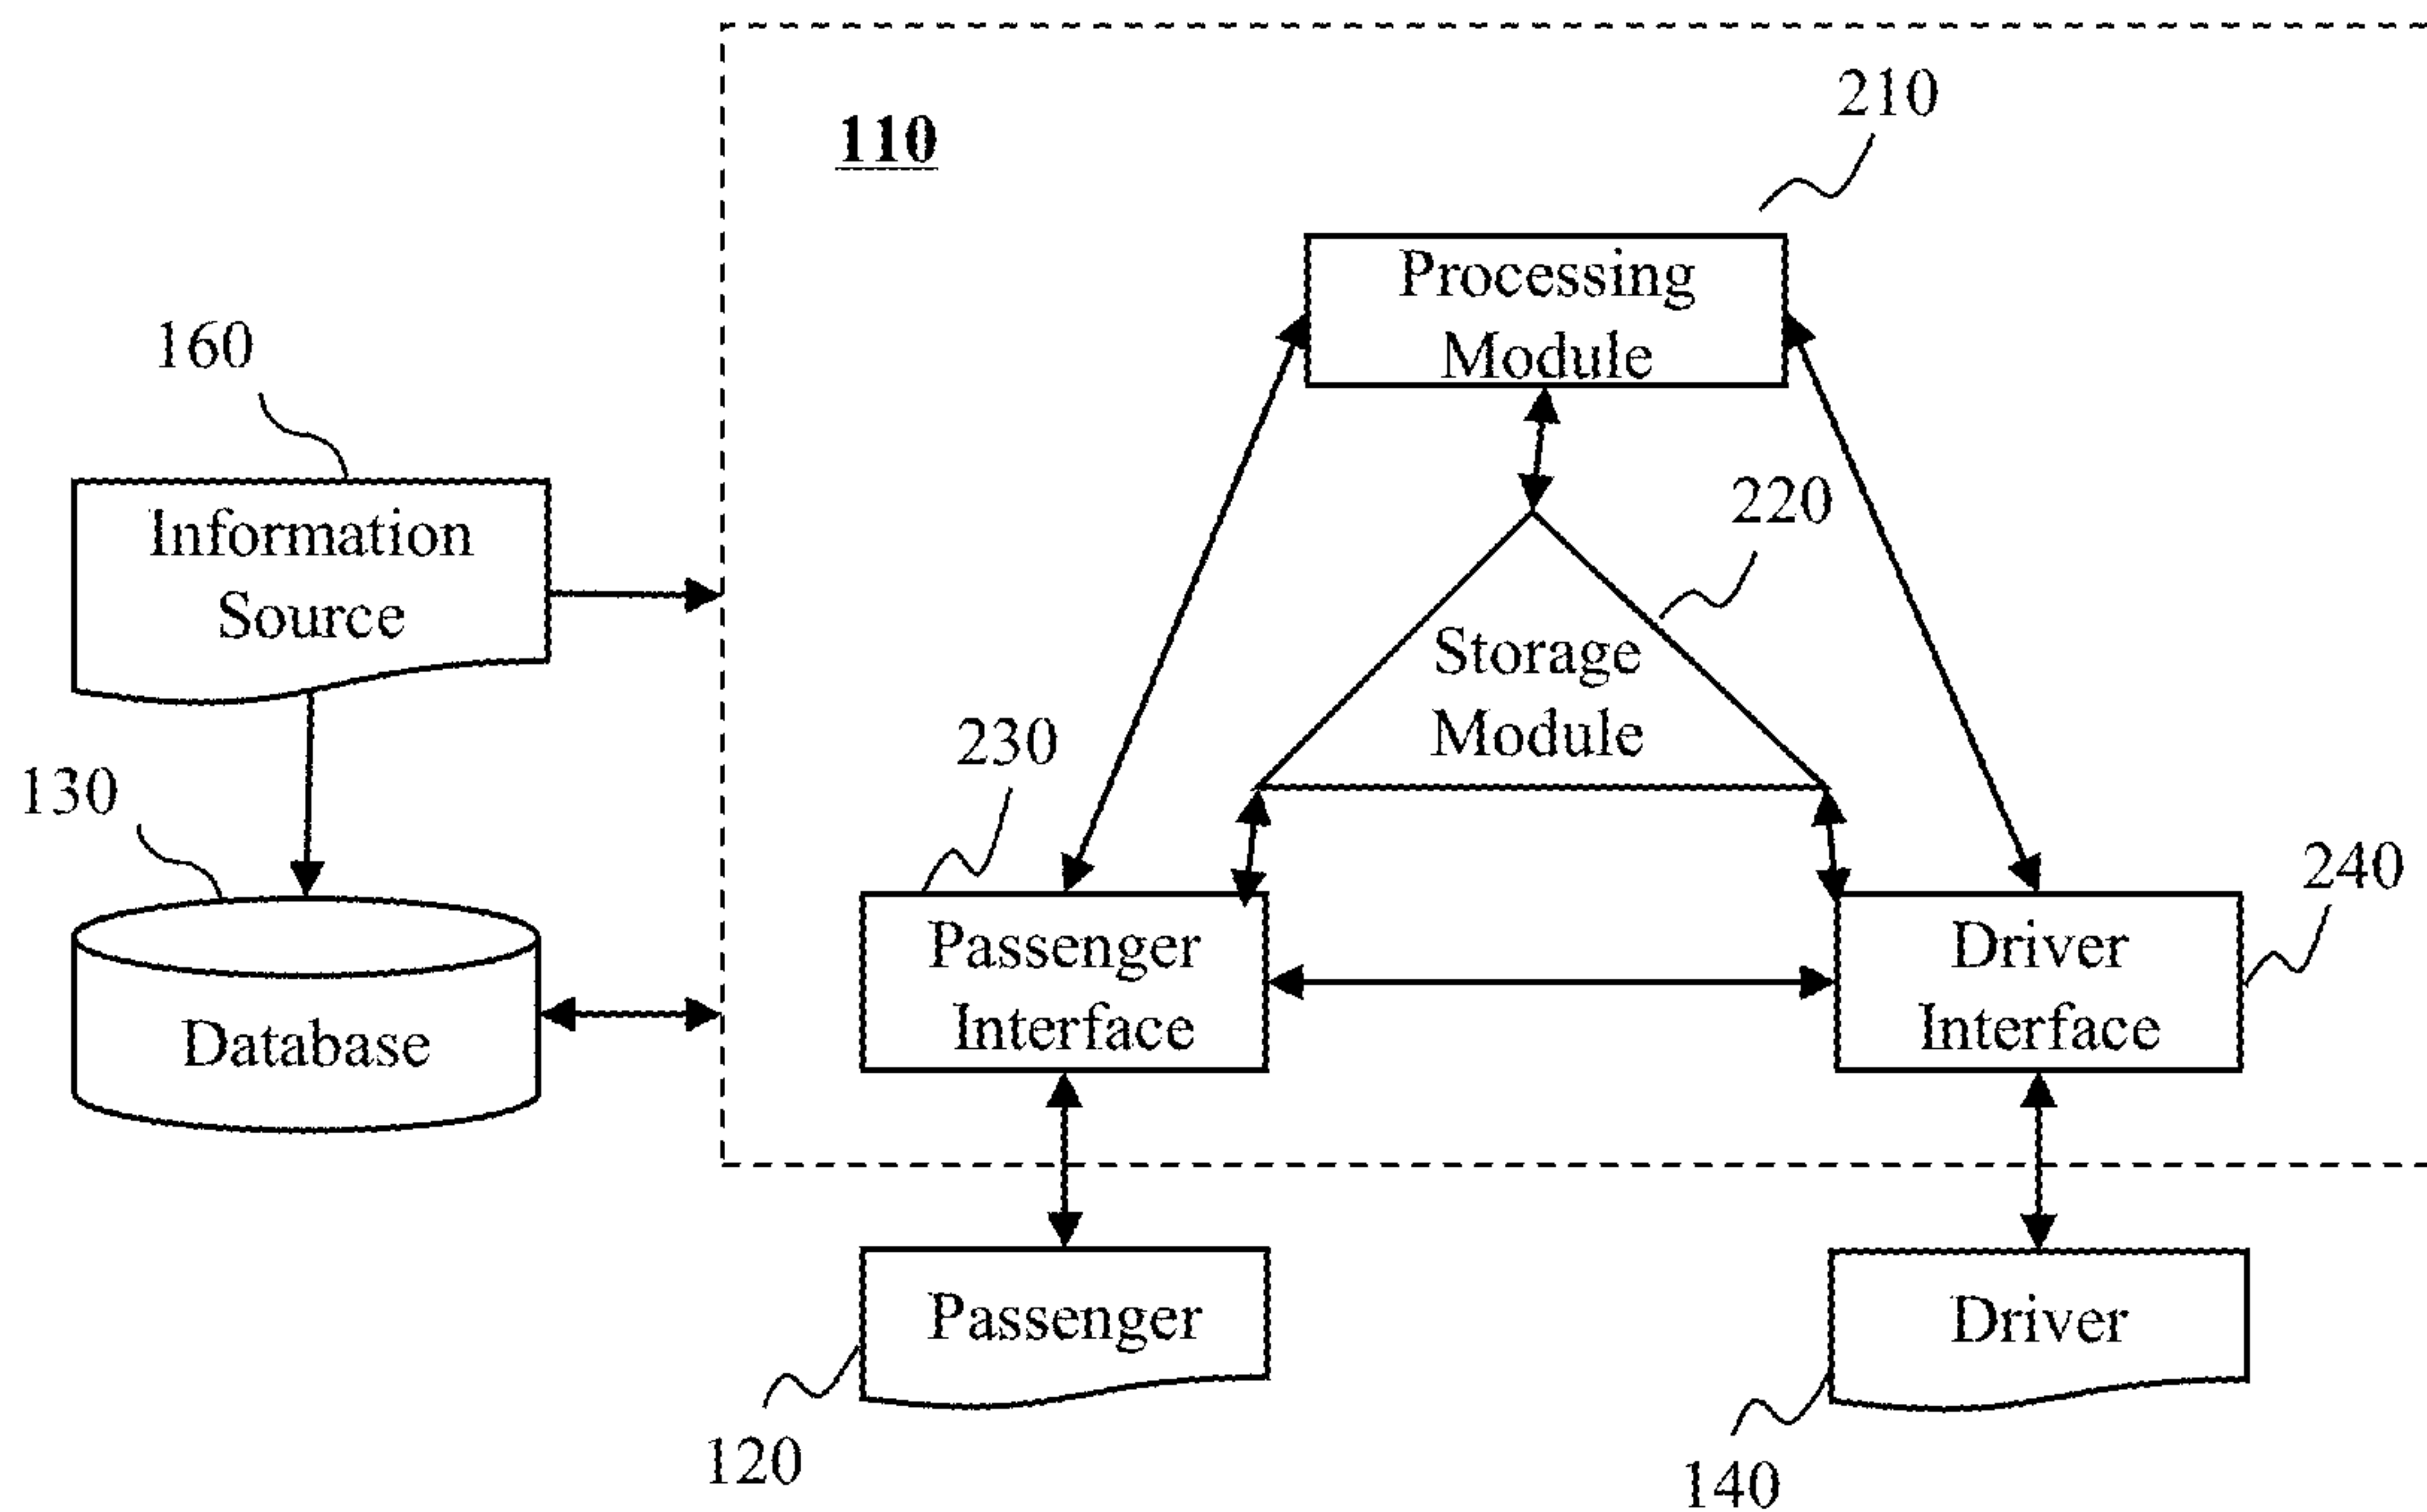 210
110
Processing
Module
160
Information
Source
220
Storage
Module
230
130
240
Passenger
Interface
Driver
Interface
Database
Passenger
Driver
120
140